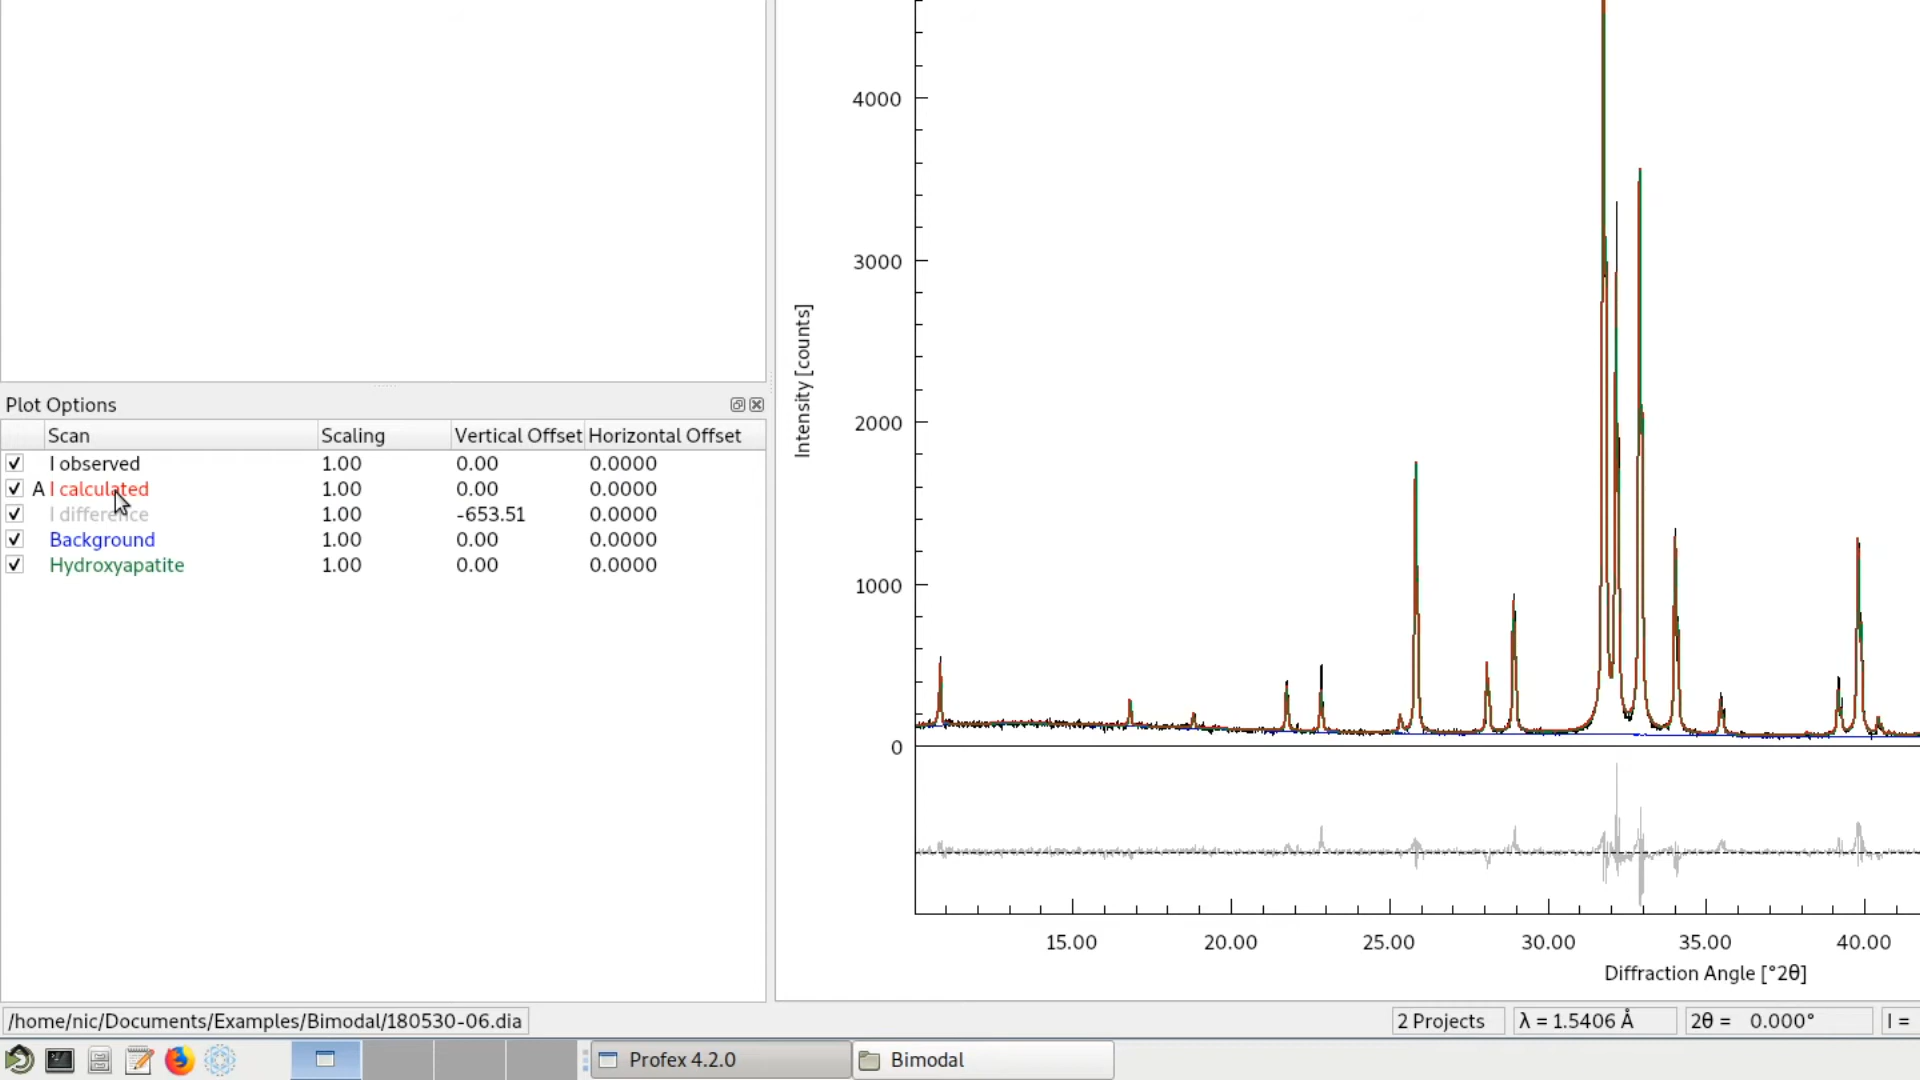 Plot Options
Scan Scaling Vertical Offset Horizontal Offset
I observed 1.00 0.00 0.0000
A I calculated 1.00 0.00 0.0000
I difference 1.00 -653.51 0.0000
Background 1.00 0.00 0.0000
Hydroxyapatite 1.00 0.00 0.0000
Intensity [counts]
4000
3000
2000
1000
0
15.00 20.00 25.00 30.00 35.00 40.00
Diffraction Angle [°2θ]
/home/nic/Documents/Examples/Bimodal/180530-06.dia
2 Projects λ = 1.5406 Å 2θ = 0.000° I =
Profex 4.2.0 Bimodal